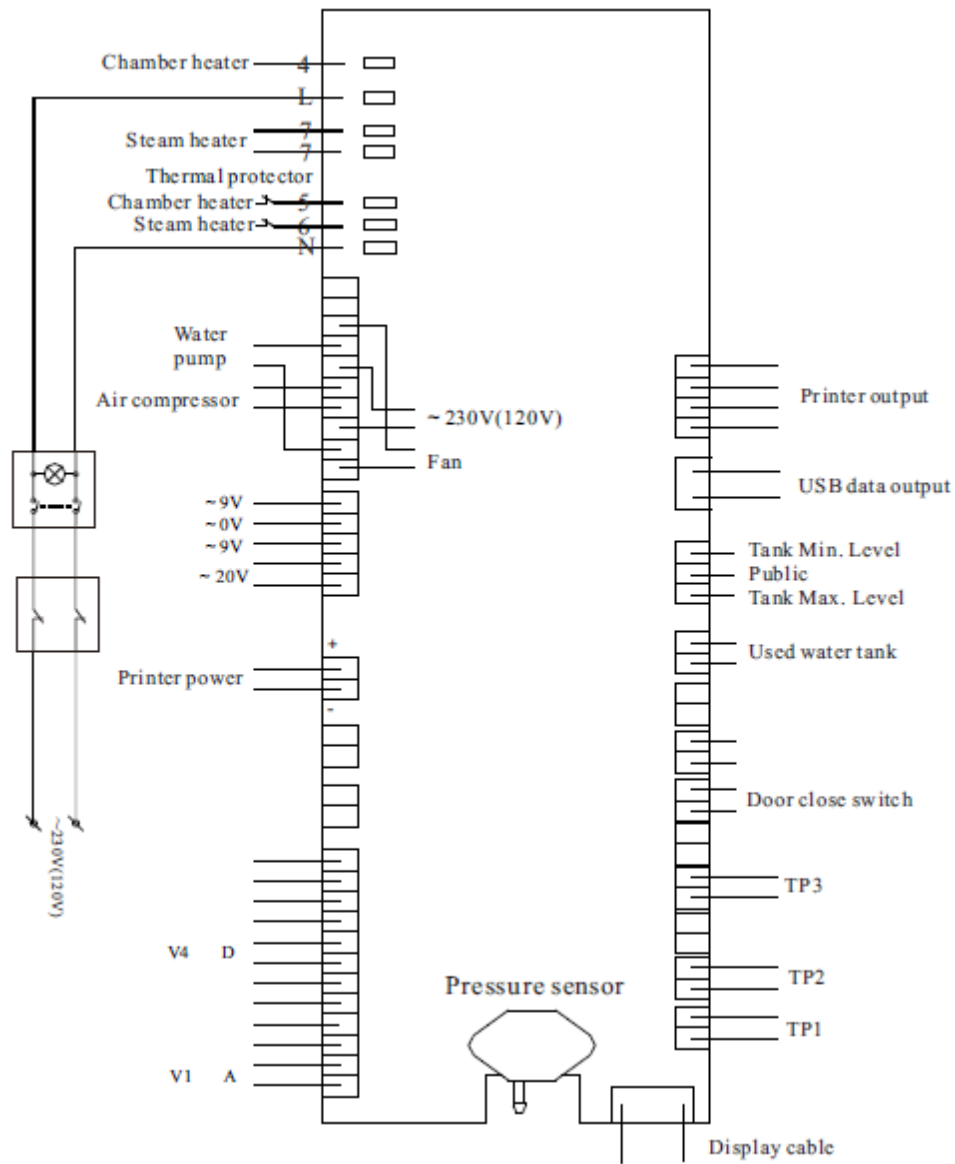 Chamber heater 4
L
7
Steam heater 7
Thermal protector
Chamber heater 5
Steam heater 6
N
Water
pump
Air compressor
~230V(120V)
Fan
~9V
~0V
~9V
~20V
+
Printer power
-
~230V(120V)
V4 D
V1 A
Pressure sensor
Printer output
USB data output
Tank Min. Level
Public
Tank Max. Level
Used water tank
Door close switch
TP3
TP2
TP1
Display cable